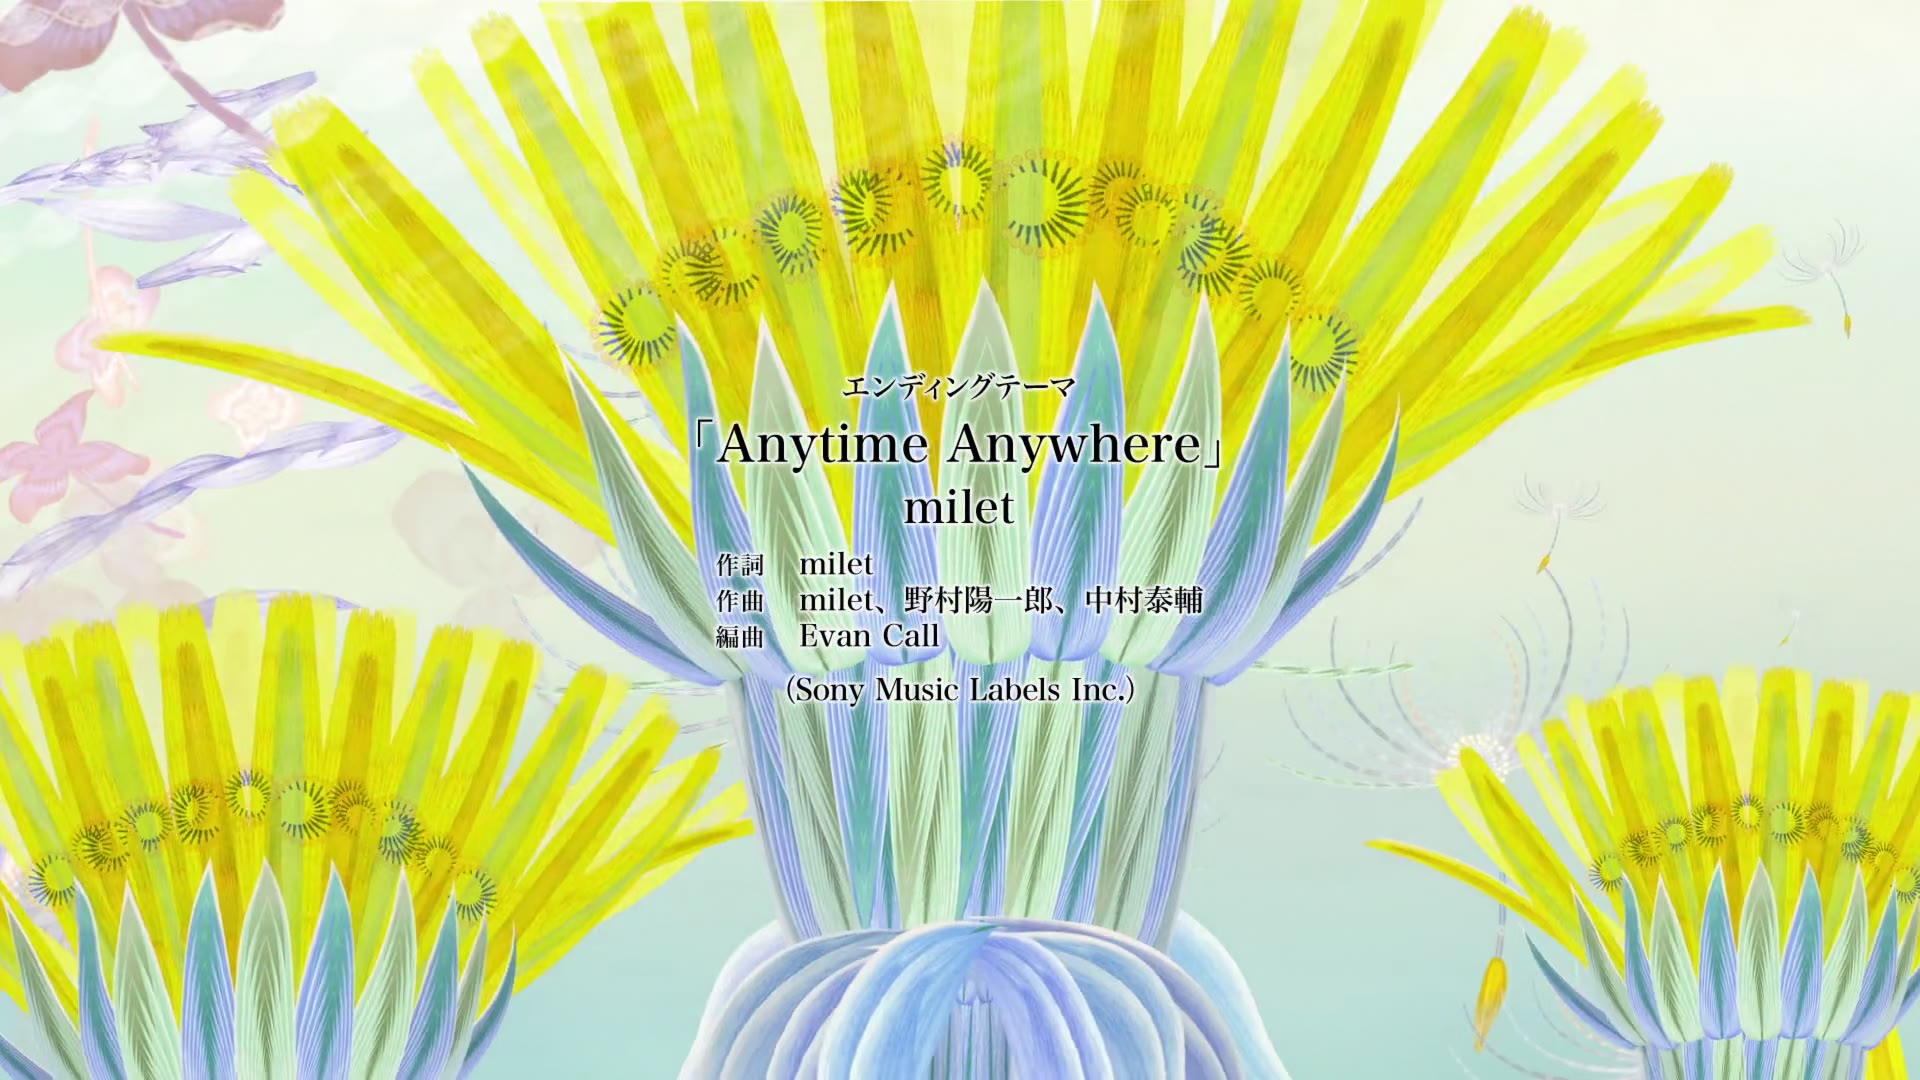 エンディングテーマ
「Anytime Anywhere」
milet
作詞 milet
作曲 milet、野村陽一郎、中村泰輔
編曲 Evan Call
(Sony Music Labels Inc.)